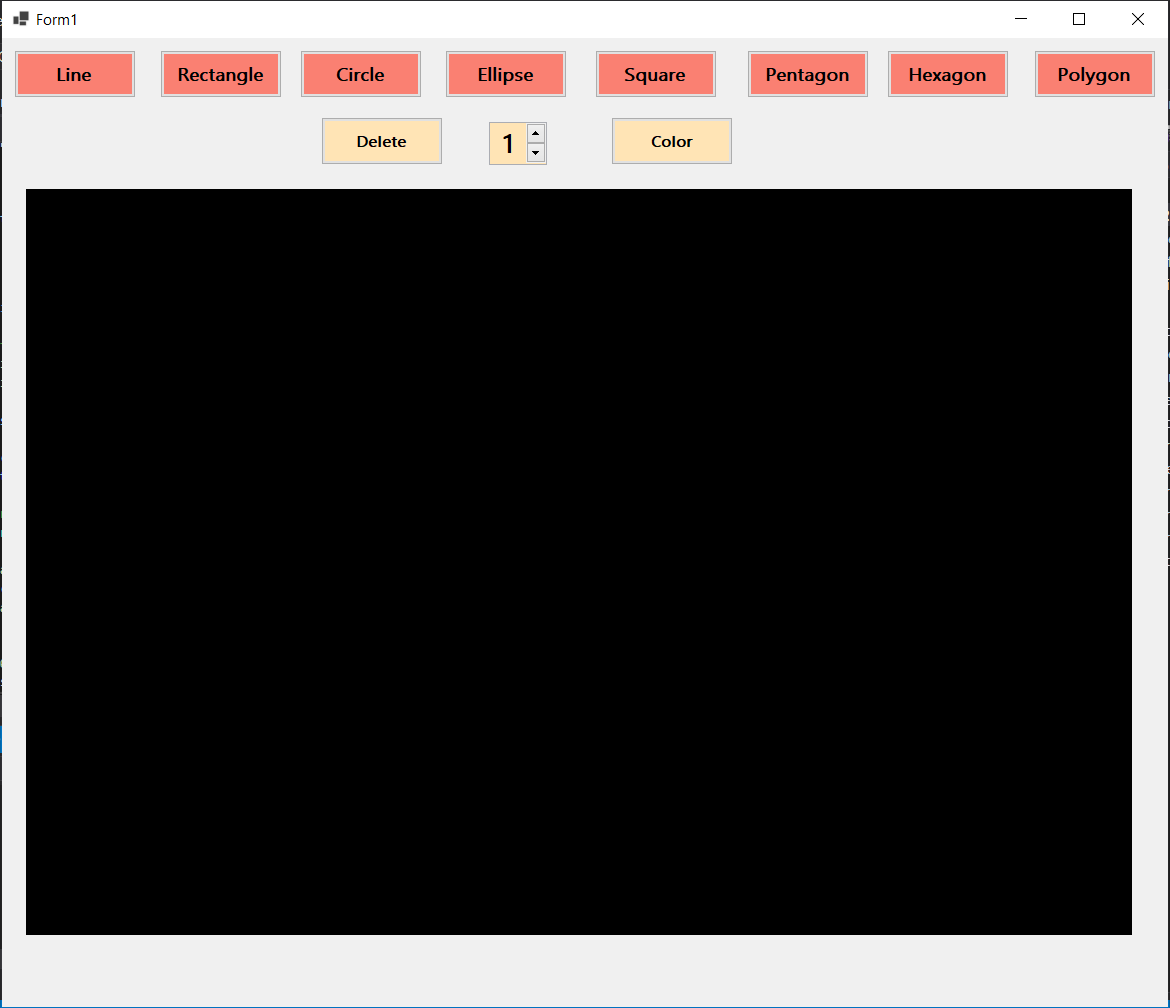 Form1
Line Rectangle Circle Ellipse Square Pentagon Hexagon Polygon
Delete 1 Color